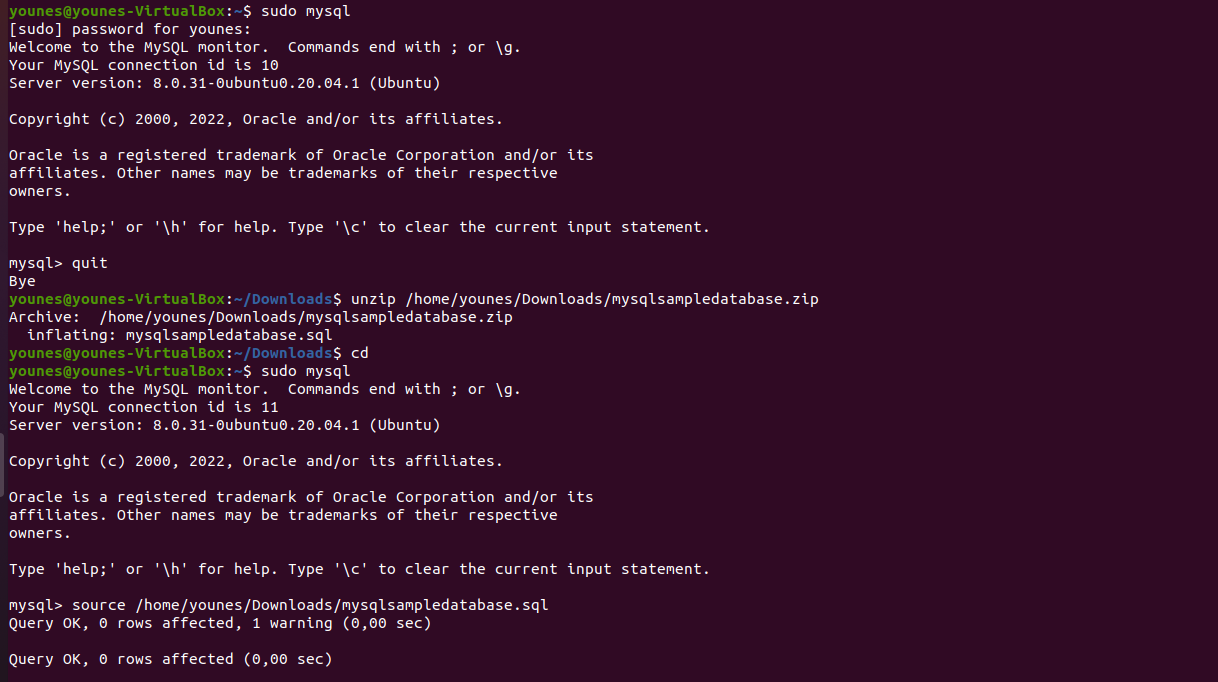 younes@younes-VirtualBox:~$ sudo mysql
[sudo] password for younes:
Welcome to the MySQL monitor.  Commands end with ; or \g.
Your MySQL connection id is 10
Server version: 8.0.31-0ubuntu0.20.04.1 (Ubuntu)

Copyright (c) 2000, 2022, Oracle and/or its affiliates.

Oracle is a registered trademark of Oracle Corporation and/or its
affiliates. Other names may be trademarks of their respective
owners.

Type 'help;' or '\h' for help. Type '\c' to clear the current input statement.

mysql> quit
Bye
younes@younes-VirtualBox:~/Downloads$ unzip /home/younes/Downloads/mysqlsampledatabase.zip
Archive:  /home/younes/Downloads/mysqlsampledatabase.zip
  inflating: mysqlsampledatabase.sql
younes@younes-VirtualBox:~/Downloads$ cd
younes@younes-VirtualBox:~$ sudo mysql
Welcome to the MySQL monitor.  Commands end with ; or \g.
Your MySQL connection id is 11
Server version: 8.0.31-0ubuntu0.20.04.1 (Ubuntu)

Copyright (c) 2000, 2022, Oracle and/or its affiliates.

Oracle is a registered trademark of Oracle Corporation and/or its
affiliates. Other names may be trademarks of their respective
owners.

Type 'help;' or '\h' for help. Type '\c' to clear the current input statement.

mysql> source /home/younes/Downloads/mysqlsampledatabase.sql
Query OK, 0 rows affected, 1 warning (0,00 sec)

Query OK, 0 rows affected (0,00 sec)